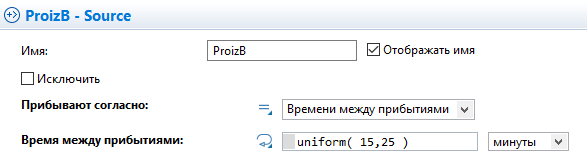 ProizB - Source
Имя: ProizB Отображать имя
Исключить
Прибывают согласно: Времени между прибытиями
Время между прибытиями: uniform( 15,25 ) минуты